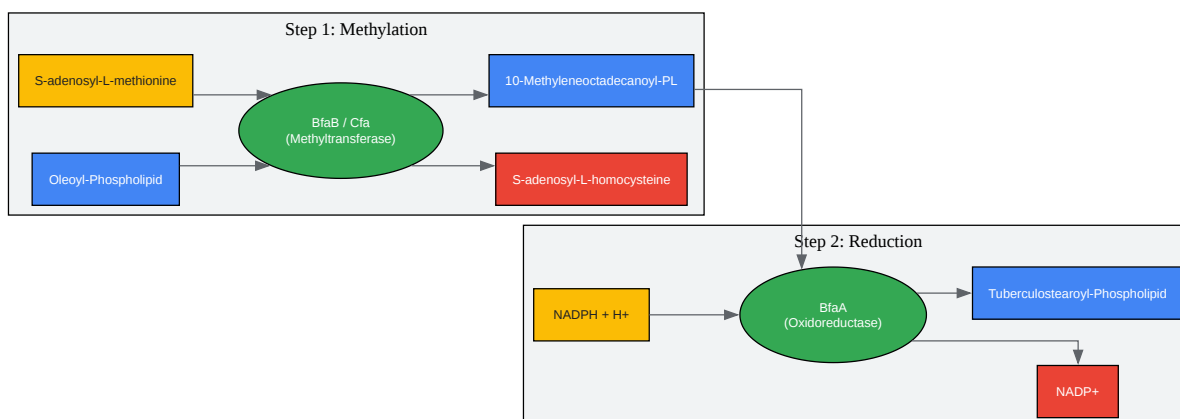 Step 1: Methylation
S-adenosyl-L-methionine
10-Methyleneoctadecanoyl-PL
BfaB / Cfa
(Methyltransferase)
Oleoyl-Phospholipid
S-adenosyl-L-homocysteine
Step 2: Reduction
NADPH + H+
BfaA
(Oxidoreductase)
Tuberculostearoyl-Phospholipid
NADP+